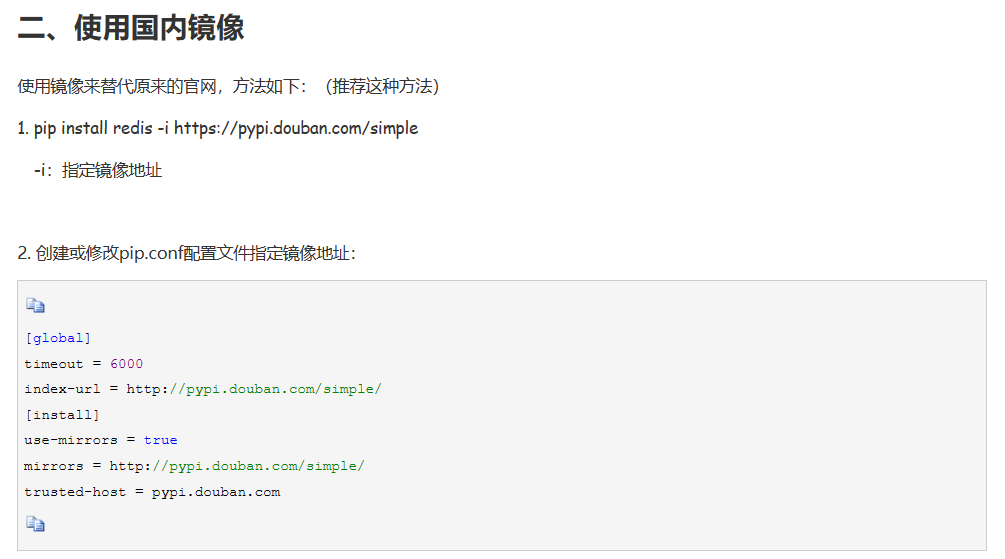 二、使用国内镜像
使用镜像来替代原来的官网，方法如下：（推荐这种方法）
1. pip install redis -i https://pypi.douban.com/simple
-i：指定镜像地址
2. 创建或修改pip.conf配置文件指定镜像地址：
[global]
timeout = 6000
index-url = http://pypi.douban.com/simple/
[install]
use-mirrors = true
mirrors = http://pypi.douban.com/simple/
trusted-host = pypi.douban.com